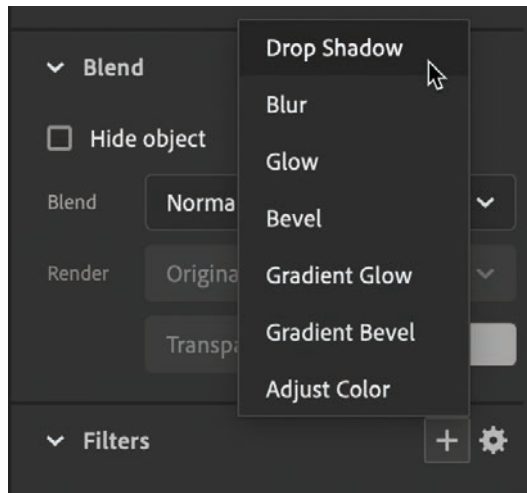 Blend
Hide object
Blend Norma
Render Origina
Transpa
Filters
Drop Shadow
Blur
Glow
Bevel
Gradient Glow
Gradient Bevel
Adjust Color